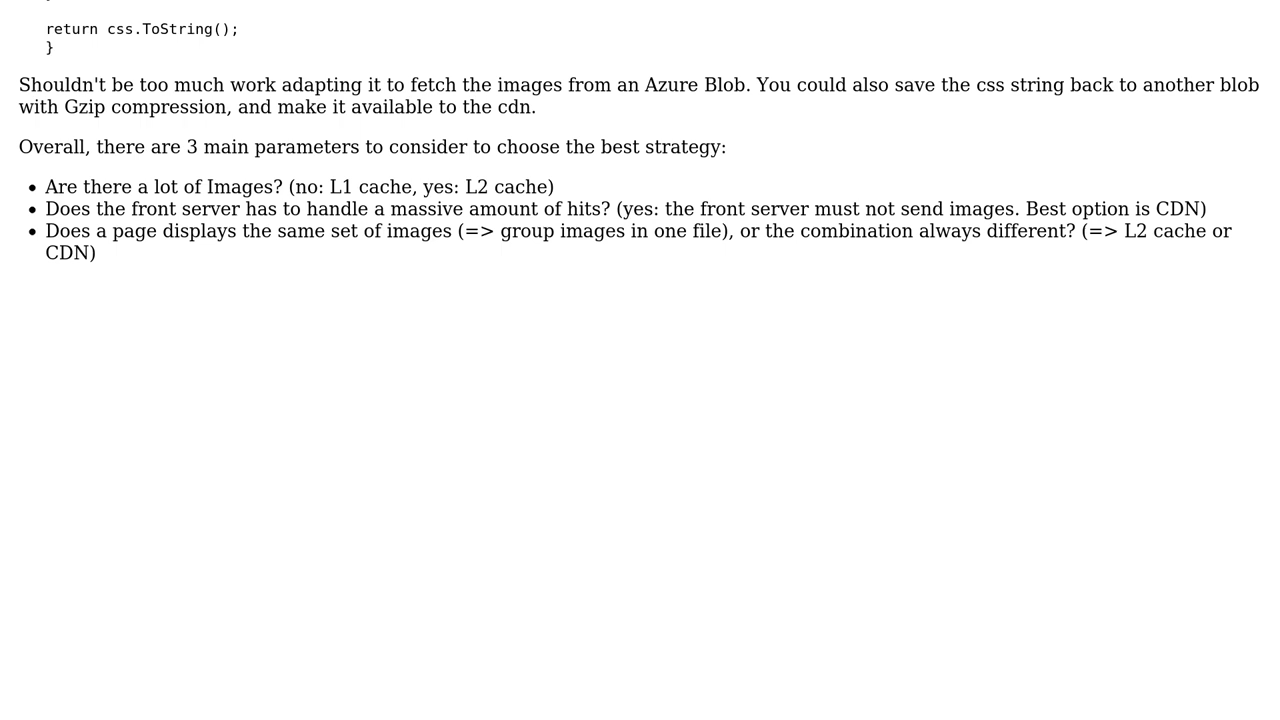 return css.ToString();
}
Shouldn't be too much work adapting it to fetch the images from an Azure Blob. You could also save the css string back to another blob
with Gzip compression, and make it available to the cdn.
Overall, there are 3 main parameters to consider to choose the best strategy:
• Are there a lot of Images? (no: L1 cache, yes: L2 cache)
• Does the front server has to handle a massive amount of hits? (yes: the front server must not send images. Best option is CDN)
• Does a page displays the same set of images (=> group images in one file), or the combination always different? (=> L2 cache or
CDN)